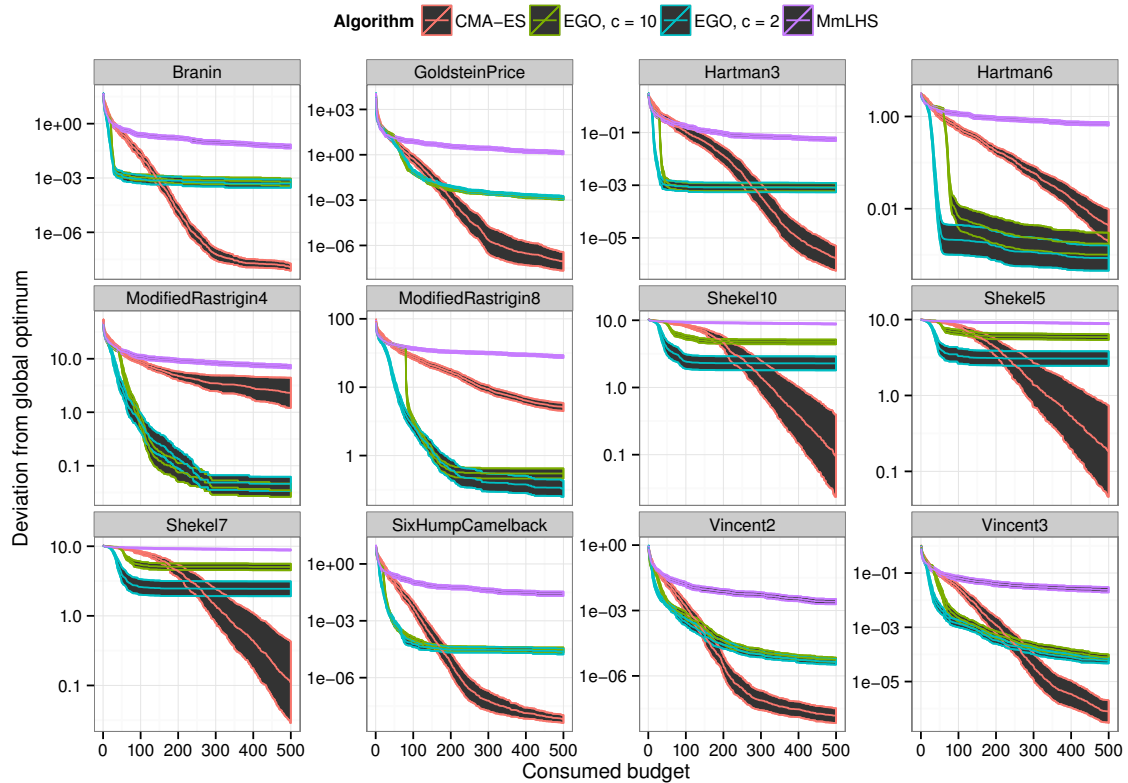 Algorithm CMA−ES EGO, c = 10 EGO, c = 2 MmLHS
Branin GoldsteinPrice Hartman3 Hartman6
1e+00 1e−03 1e−06
1e+03 1e+00 1e−03 1e−06
1e−01 1e−03 1e−05
1.00 0.01
ModifiedRastrigin4 ModifiedRastrigin8 Shekel10 Shekel5
10.0 1.0 0.1
100 10 1
10.0 1.0 0.1
10.0 1.0 0.1
Shekel7 SixHumpCamelback Vincent2 Vincent3
10.0 1.0 0.1
1e+00 1e−03 1e−06
1e+00 1e−03 1e−06
1e−01 1e−03 1e−05
0 100 200 300 400 500 0 100 200 300 400 500 0 100 200 300 400 500 0 100 200 300 400 500
Consumed budget
Deviation from global optimum